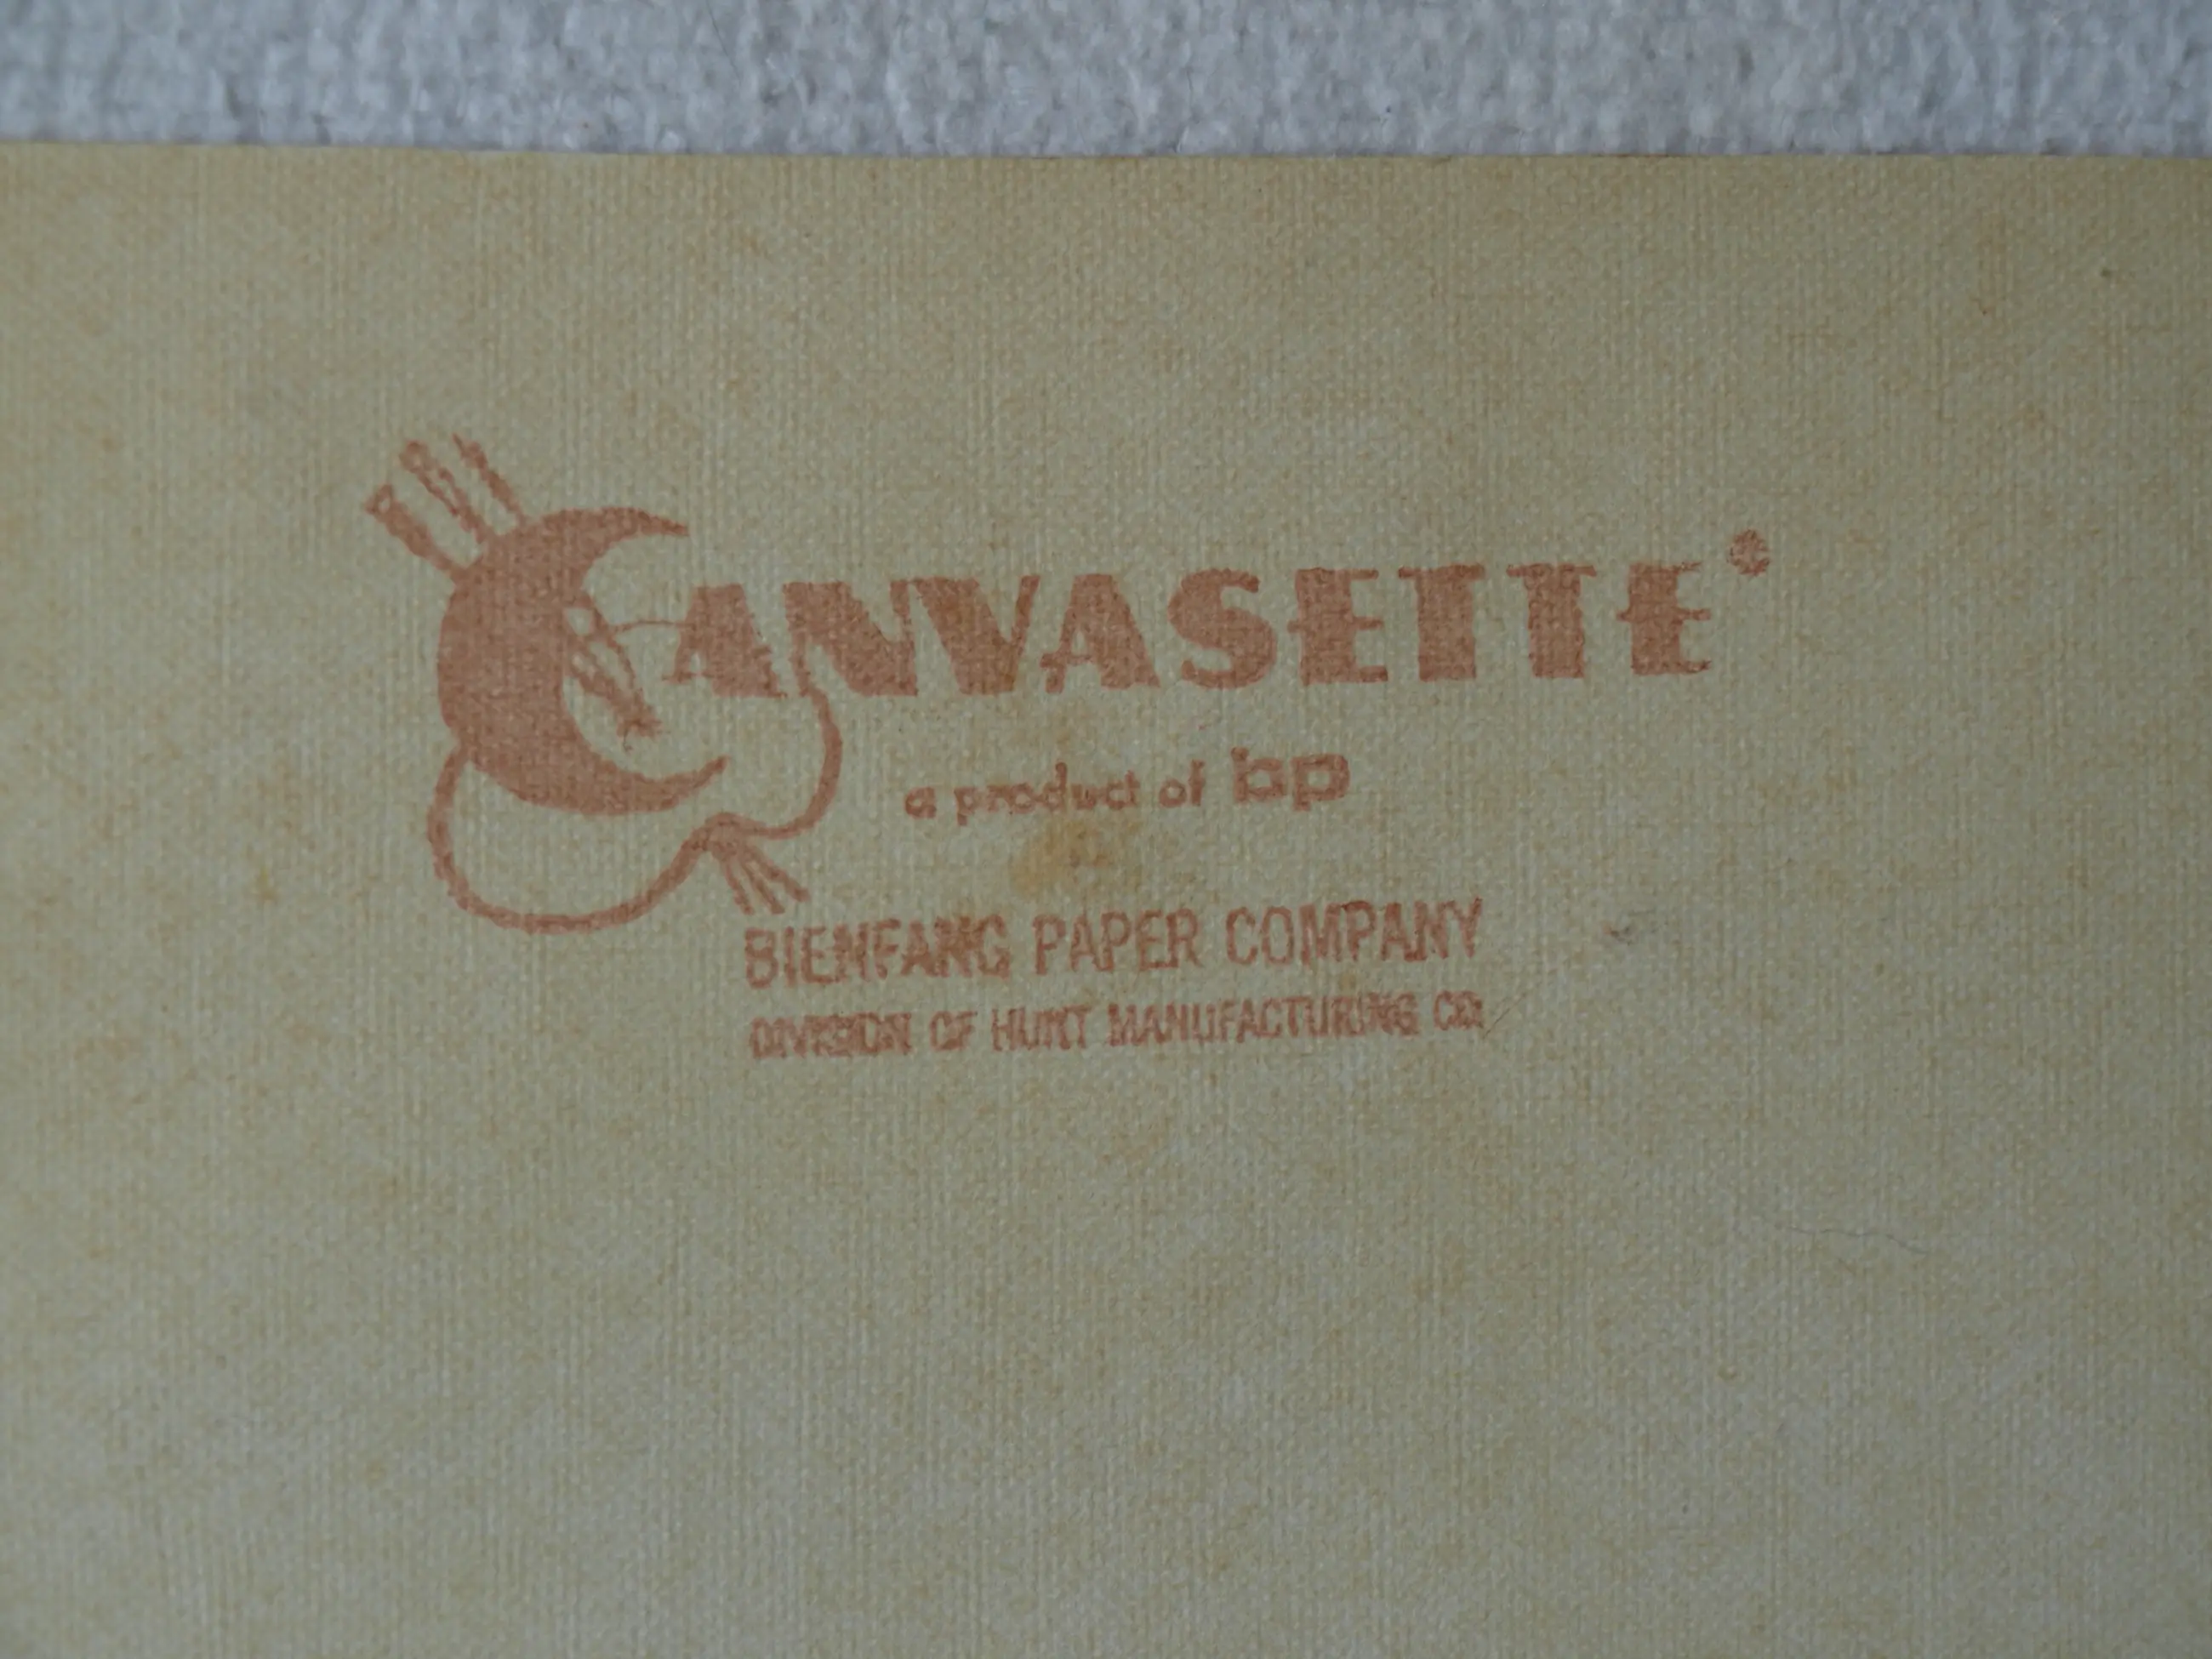 CANVASETTE®
a product of bp
BIENFANG PAPER COMPANY
DIVISION OF HUNT MANUFACTURING CO.